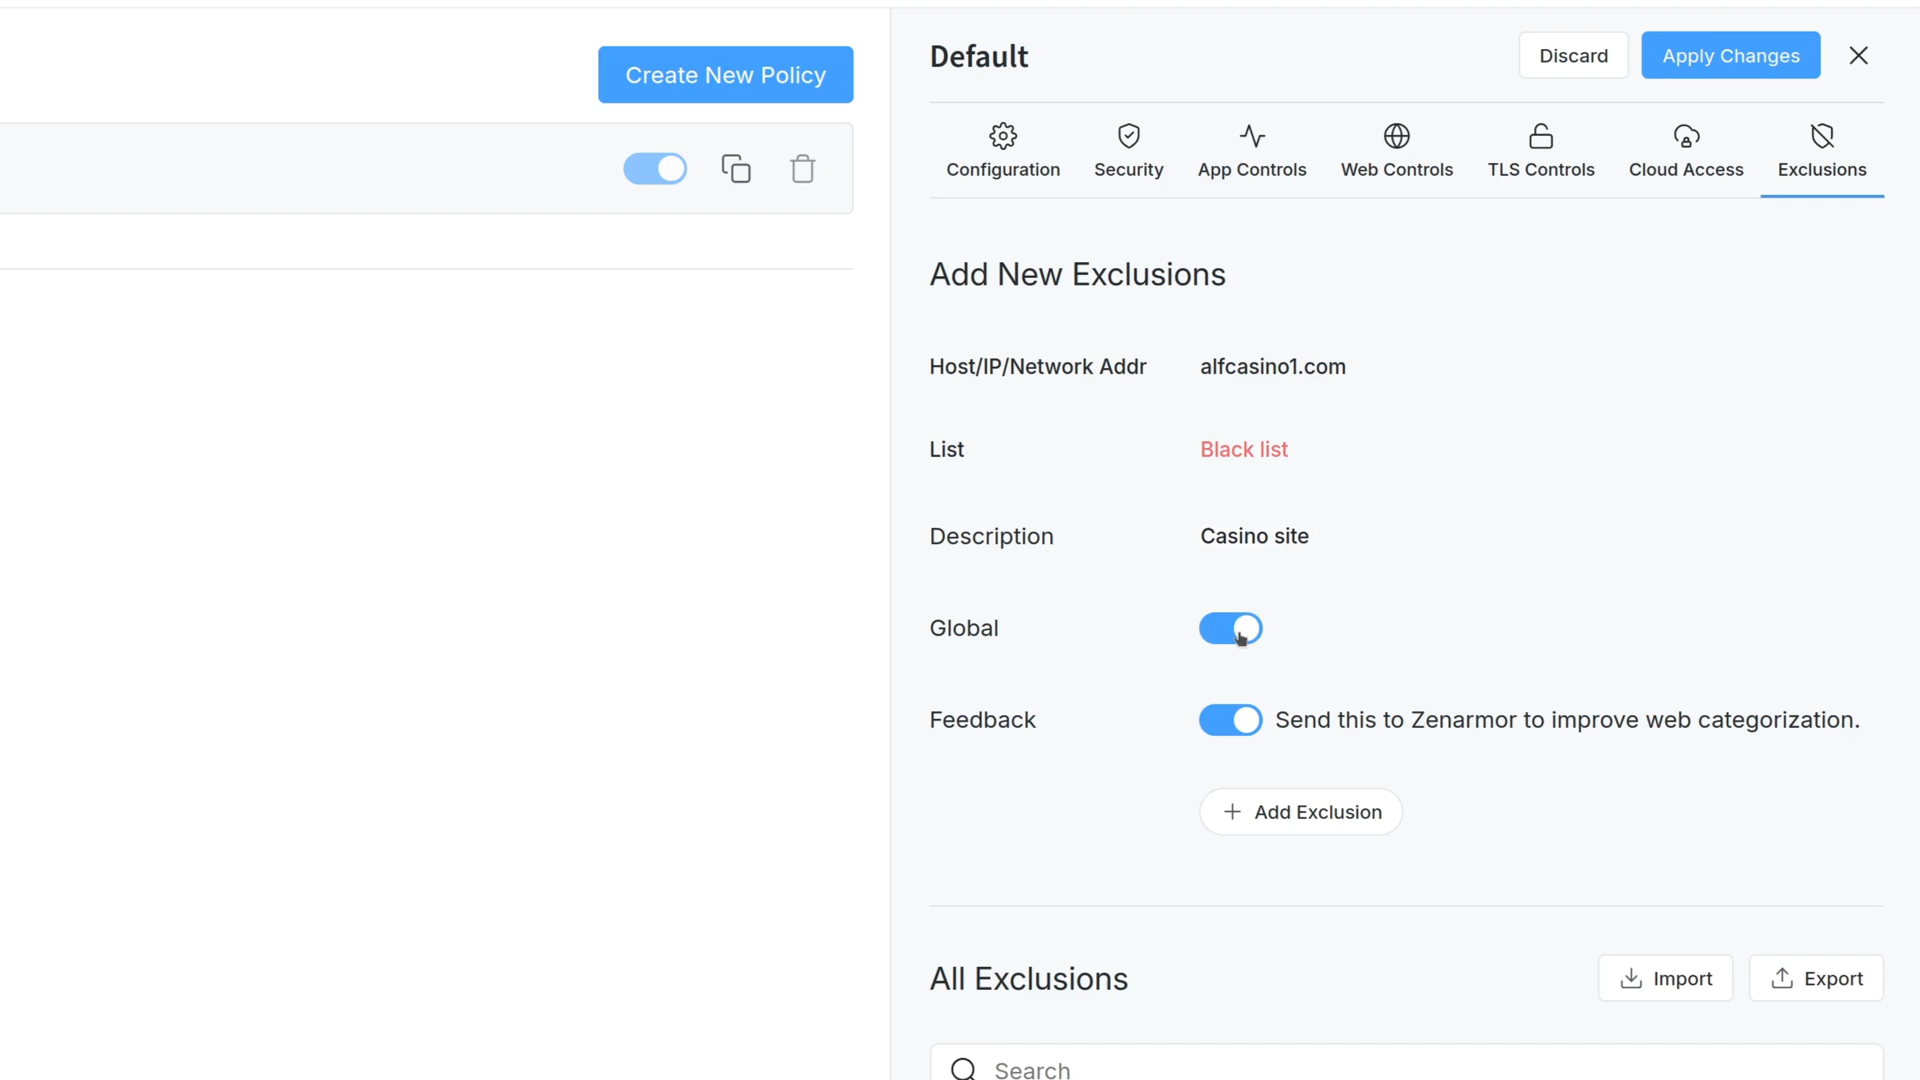 Create New Policy
Default
Discard
Apply Changes
Configuration
Security
App Controls
Web Controls
TLS Controls
Cloud Access
Exclusions
Add New Exclusions
Host/IP/Network Addr
alfcasino1.com
List
Black list
Description
Casino site
Global
Feedback
Send this to Zenarmor to improve web categorization.
Add Exclusion
All Exclusions
Import
Export
Search